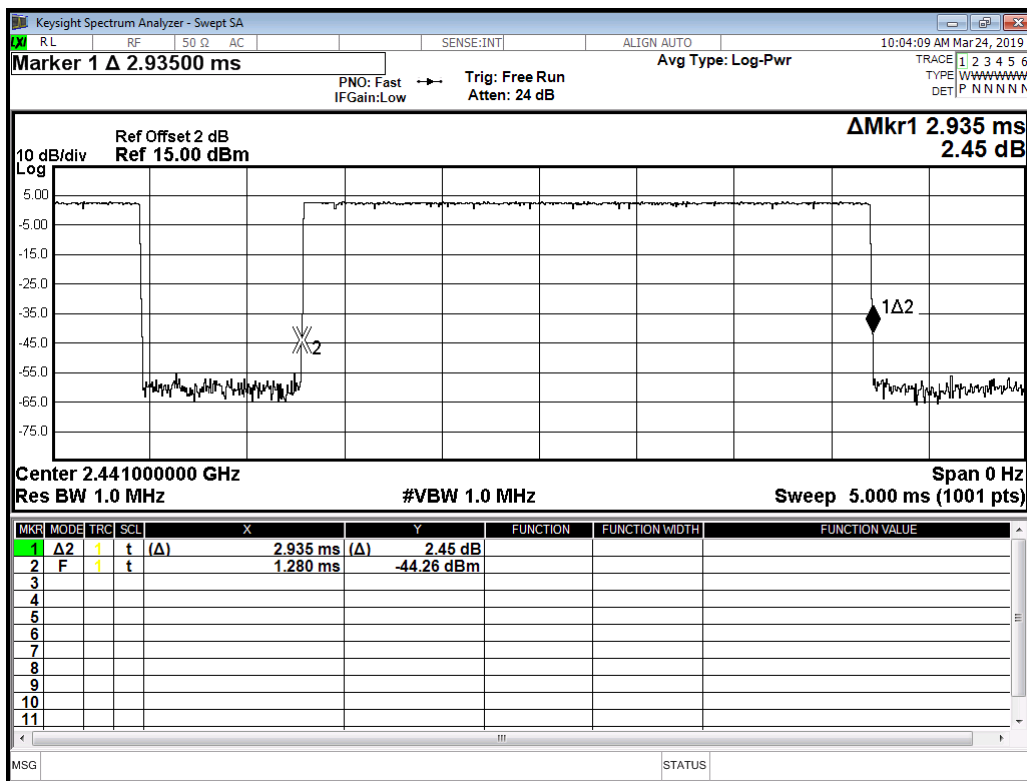 Keysight Spectrum Analyzer - Swept SA
LXI RL RF 50 Ω AC SENSE:INT ALIGN AUTO 10:04:09 AM Mar 24, 2019
Marker 1 Δ 2.93500 ms
PNO: Fast
IFGain:Low
Trig: Free Run
Atten: 24 dB
Avg Type: Log-Pwr
TRACE 1 2 3 4 5 6
TYPE WWWWWW
DET P N N N N N
ΔMkr1 2.935 ms
2.45 dB
Ref Offset 2 dB
10 dB/div Ref 15.00 dBm
Log
5.00
-5.00
-15.0
-25.0
-35.0
-45.0
-55.0
-65.0
-75.0
1Δ2
2
Center 2.441000000 GHz Span 0 Hz
Res BW 1.0 MHz #VBW 1.0 MHz Sweep 5.000 ms (1001 pts)
MKR MODE TRC SCL X Y FUNCTION FUNCTION WIDTH FUNCTION VALUE
1 Δ2 1 t (Δ) 2.935 ms (Δ) 2.45 dB
2 F 1 t 1.280 ms -44.26 dBm
3
4
5
6
7
8
9
10
11
MSG STATUS